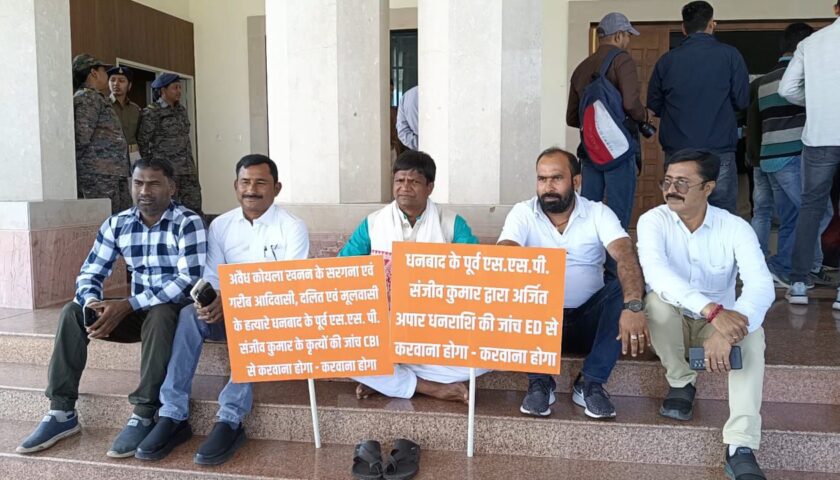 अवैध कोयला खनन के सरगना एवं
गरीब आदिवासी, दलित एवं मूलवासी
के हत्यारे धनबाद के पूर्व एस.एस. पी.
संजीव कुमार के कृत्यों की जांच CBI
से करवाना होगा - करवाना होगा
धनबाद के पूर्व एस.एस.पी.
संजीव कुमार द्वारा अर्जित
अपार धनराशि की जांच ED से
करवाना होगा - करवाना होगा